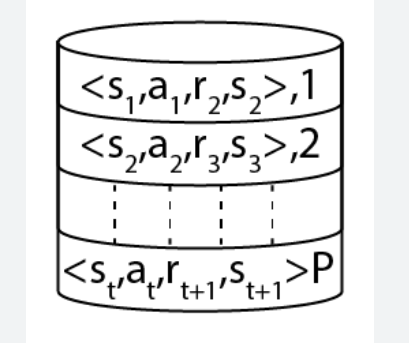 <s₁,a₁,r₂,s₂>,1
<s₂,a₂,r₃,s₃>,2
<sₜ,aₜ,rₜ₊₁,sₜ₊₁>P